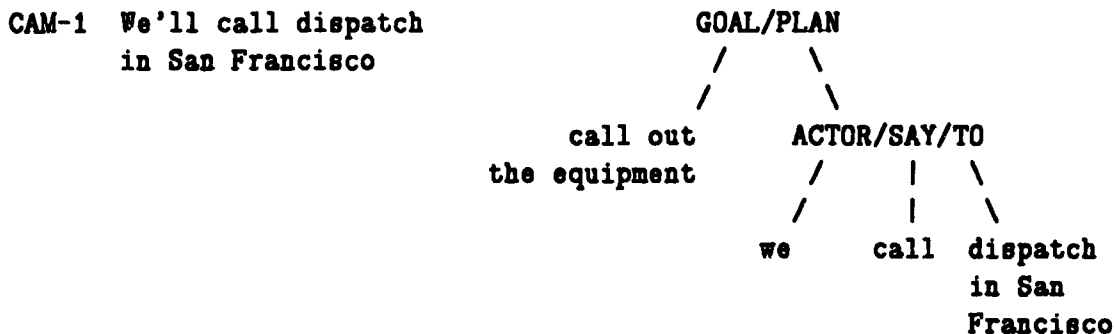 CAM-1 We'll call dispatch GOAL/PLAN
in San Francisco / \
/ \
call out ACTOR/SAY/TO
the equipment / | \
/ | \
we call dispatch
in San
Francisco